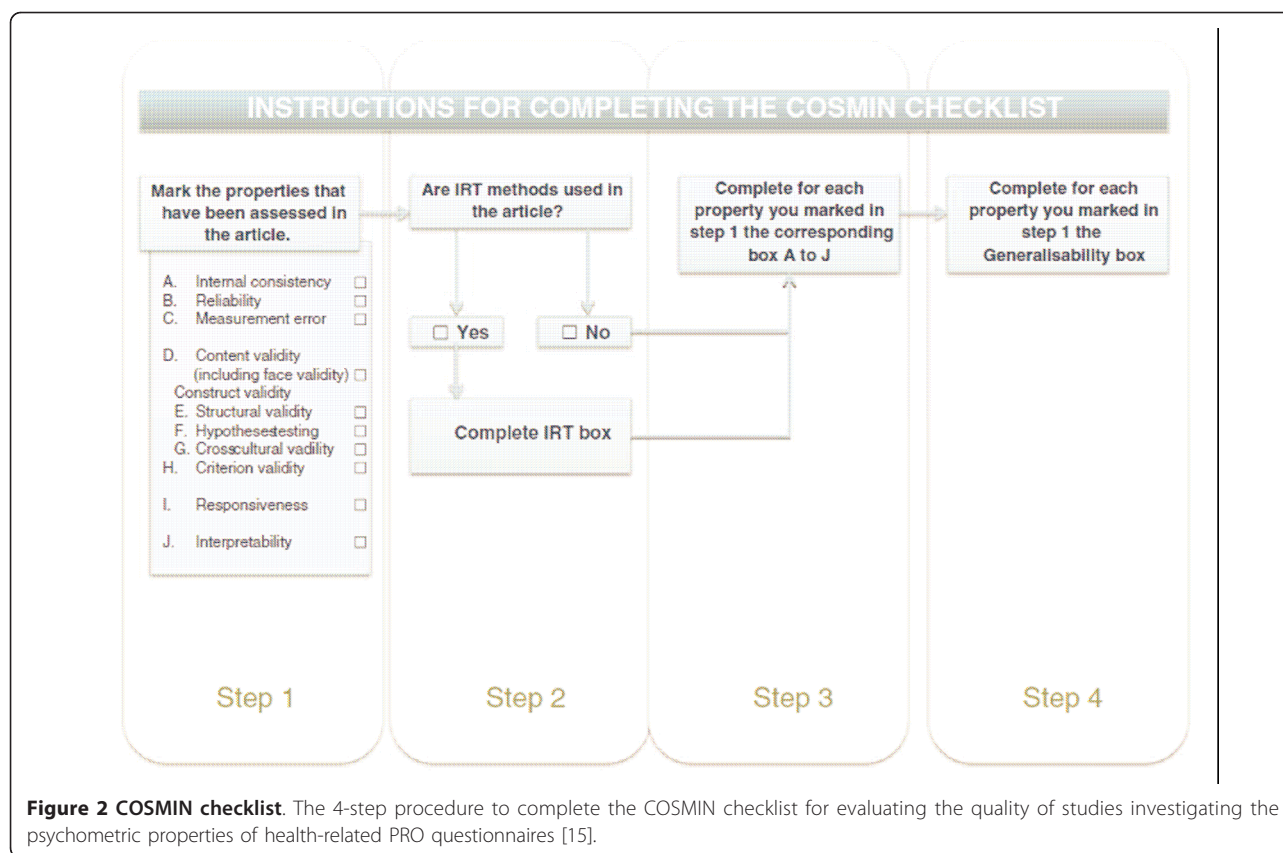 INSTRUCTIONS FOR COMPLETING THE COSMIN CHECKLIST
Mark the properties that
have been assessed in
the article.
A. Internal consistency □
B. Reliability □
C. Measurement error □
D. Content validity
(including face validity) □
Construct validity
E. Structural validity □
F. Hypothesestesting □
G. Crosscultural vadility □
H. Criterion validity □
I. Responsiveness □
J. Interpretability □
Are IRT methods used in
the article?
□ Yes
□ No
Complete IRT box
Complete for each
property you marked in
step 1 the corresponding
box A to J
Complete for each
property you marked in
step 1 the
Generalisability box
Step 1
Step 2
Step 3
Step 4
Figure 2 COSMIN checklist. The 4-step procedure to complete the COSMIN checklist for evaluating the quality of studies investigating the
psychometric properties of health-related PRO questionnaires [15].